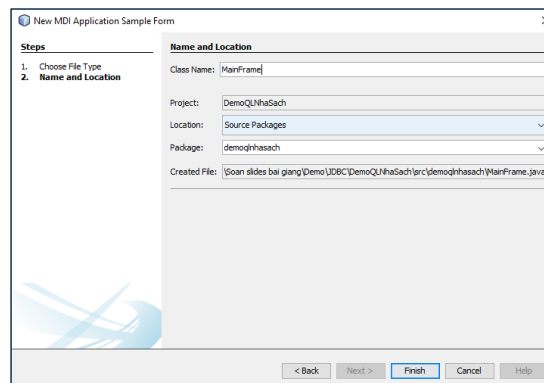 New MDI Application Sample Form
Steps
1. Choose File Type
2. Name and Location
Name and Location
Class Name: MainFrame
Project: DemoQLNhaSach
Location: Source Packages
Package: demoqlnhasach
Created File: \Soan slides bai giang\Demo\JDBC\DemoQLNhaSach\src\demoqlnhasach\MainFrame.java
< Back Next > Finish Cancel Help